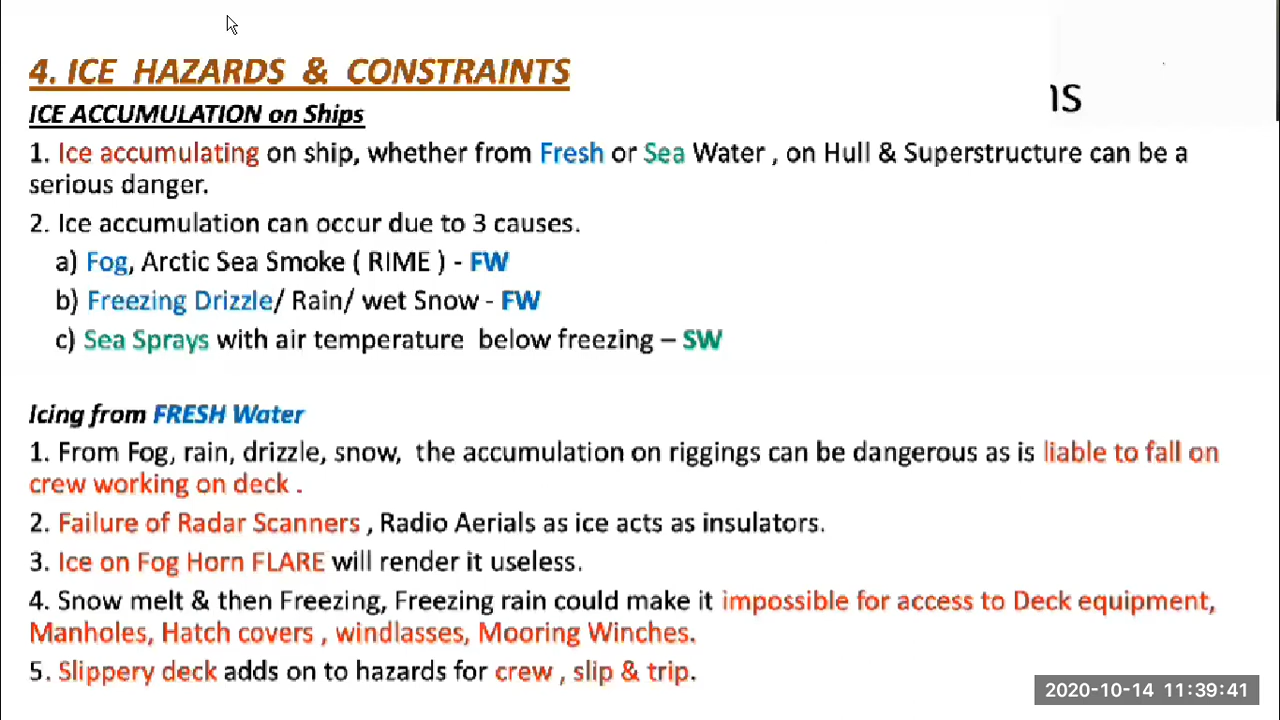 4. ICE HAZARDS & CONSTRAINTS
ns
ICE ACCUMULATION on Ships
1. Ice accumulating on ship, whether from Fresh or Sea Water , on Hull & Superstructure can be a
serious danger.
2. Ice accumulation can occur due to 3 causes.
a) Fog, Arctic Sea Smoke ( RIME ) - FW
b) Freezing Drizzle/ Rain/ wet Snow - FW
c) Sea Sprays with air temperature below freezing – SW
Icing from FRESH Water
1. From Fog, rain, drizzle, snow, the accumulation on riggings can be dangerous as is liable to fall on
crew working on deck .
2. Failure of Radar Scanners , Radio Aerials as ice acts as insulators.
3. Ice on Fog Horn FLARE will render it useless.
4. Snow melt & then Freezing, Freezing rain could make it impossible for access to Deck equipment,
Manholes, Hatch covers , windlasses, Mooring Winches.
5. Slippery deck adds on to hazards for crew , slip & trip.
2020-10-14 11:39:41